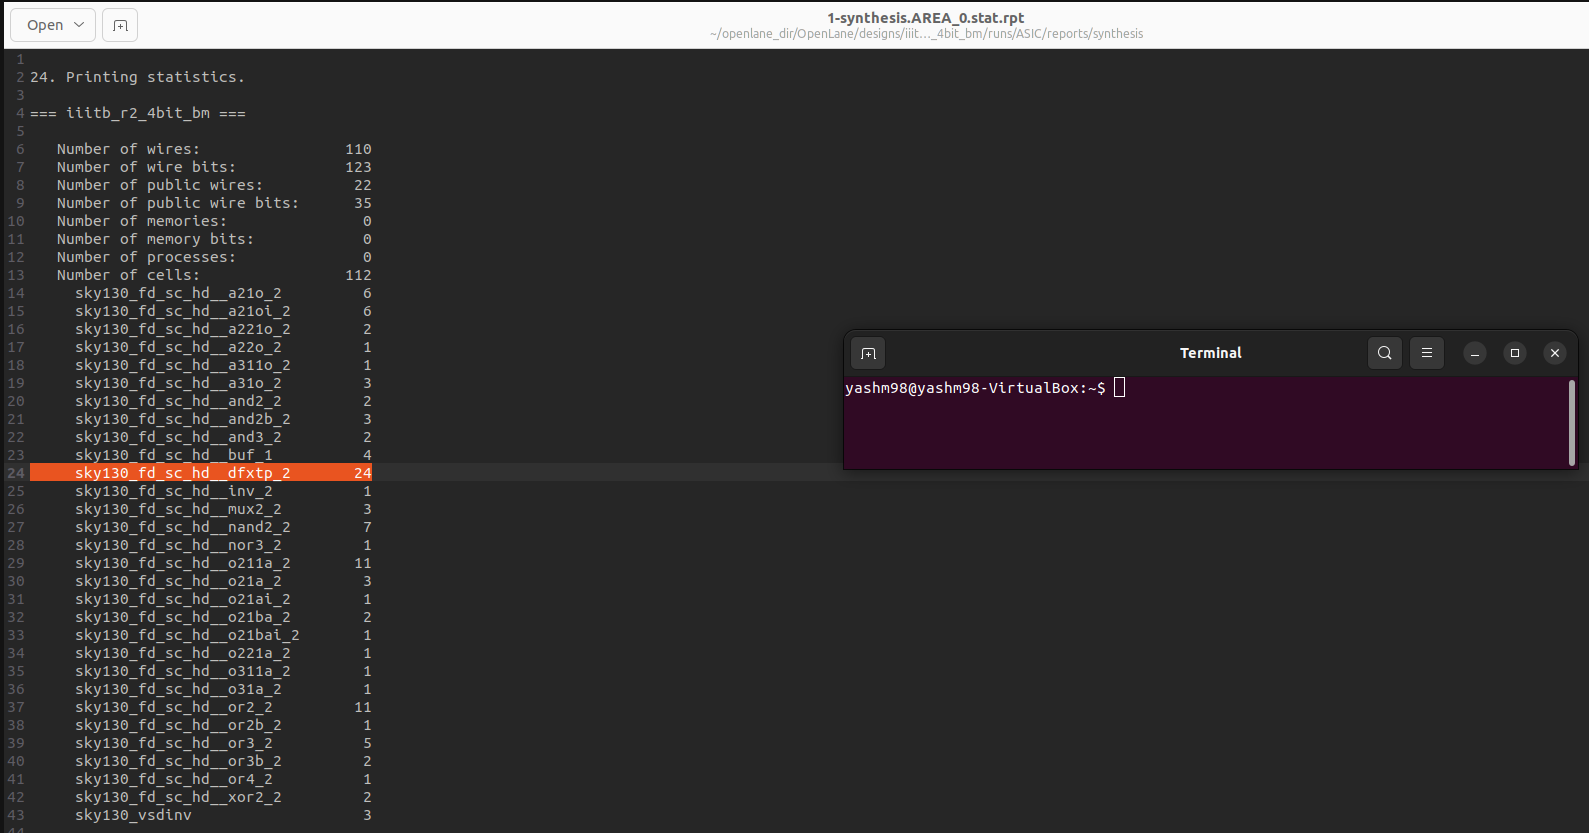 Open
1-synthesis.AREA_0.stat.rpt
~/openlane_dir/OpenLane/designs/iiit…_4bit_bm/runs/ASIC/reports/synthesis
1
2 24. Printing statistics.
3
4 === iiitb_r2_4bit_bm ===
5
6 Number of wires: 110
7 Number of wire bits: 123
8 Number of public wires: 22
9 Number of public wire bits: 35
10 Number of memories: 0
11 Number of memory bits: 0
12 Number of processes: 0
13 Number of cells: 112
14 sky130_fd_sc_hd__a21o_2 6
15 sky130_fd_sc_hd__a21oi_2 6
16 sky130_fd_sc_hd__a221o_2 2
17 sky130_fd_sc_hd__a22o_2 1
18 sky130_fd_sc_hd__a311o_2 1
19 sky130_fd_sc_hd__a31o_2 3
20 sky130_fd_sc_hd__and2_2 2
21 sky130_fd_sc_hd__and2b_2 3
22 sky130_fd_sc_hd__and3_2 2
23 sky130_fd_sc_hd__buf_1 4
24 sky130_fd_sc_hd__dfxtp_2 24
25 sky130_fd_sc_hd__inv_2 1
26 sky130_fd_sc_hd__mux2_2 3
27 sky130_fd_sc_hd__nand2_2 7
28 sky130_fd_sc_hd__nor3_2 1
29 sky130_fd_sc_hd__o211a_2 11
30 sky130_fd_sc_hd__o21a_2 3
31 sky130_fd_sc_hd__o21ai_2 1
32 sky130_fd_sc_hd__o21ba_2 2
33 sky130_fd_sc_hd__o21bai_2 1
34 sky130_fd_sc_hd__o221a_2 1
35 sky130_fd_sc_hd__o311a_2 1
36 sky130_fd_sc_hd__o31a_2 1
37 sky130_fd_sc_hd__or2_2 11
38 sky130_fd_sc_hd__or2b_2 1
39 sky130_fd_sc_hd__or3_2 5
40 sky130_fd_sc_hd__or3b_2 2
41 sky130_fd_sc_hd__or4_2 1
42 sky130_fd_sc_hd__xor2_2 2
43 sky130_vsdinv 3
44
Terminal
yashm98@yashm98-VirtualBox:~$